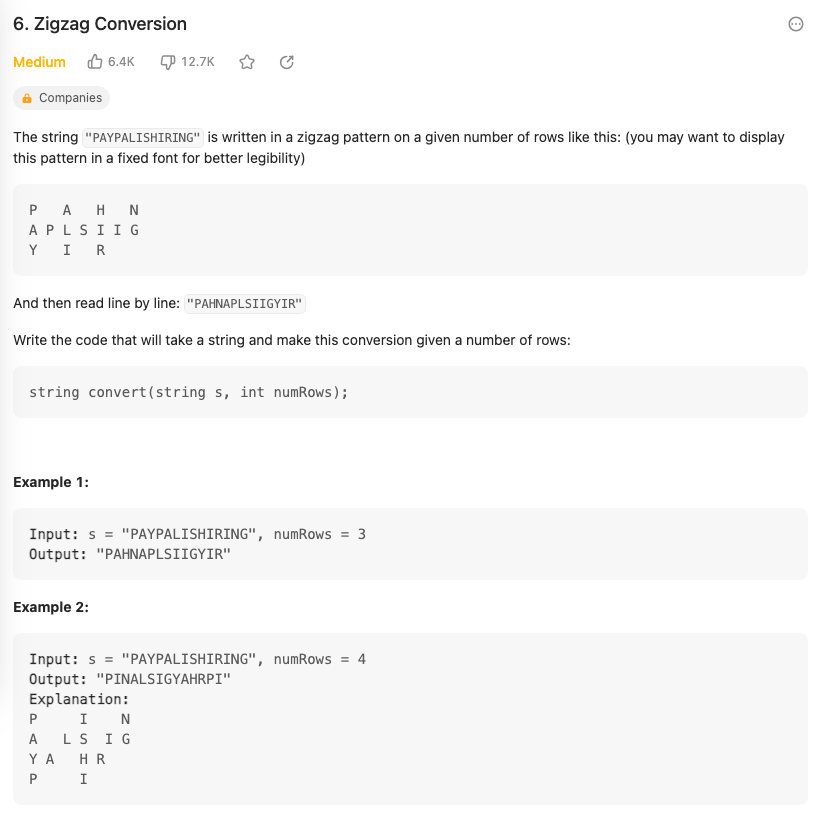 6. Zigzag Conversion
Medium 6.4K 12.7K
Companies
The string "PAYPALISHIRING" is written in a zigzag pattern on a given number of rows like this: (you may want to display
this pattern in a fixed font for better legibility)
P   A   H   N
A P L S I I G
Y   I   R
And then read line by line: "PAHNAPLSIIGYIR"
Write the code that will take a string and make this conversion given a number of rows:
string convert(string s, int numRows);
Example 1:
Input: s = "PAYPALISHIRING", numRows = 3
Output: "PAHNAPLSIIGYIR"
Example 2:
Input: s = "PAYPALISHIRING", numRows = 4
Output: "PINALSIGYAHRPI"
Explanation:
P     I    N
A   L S  I G
Y A   H R
P     I